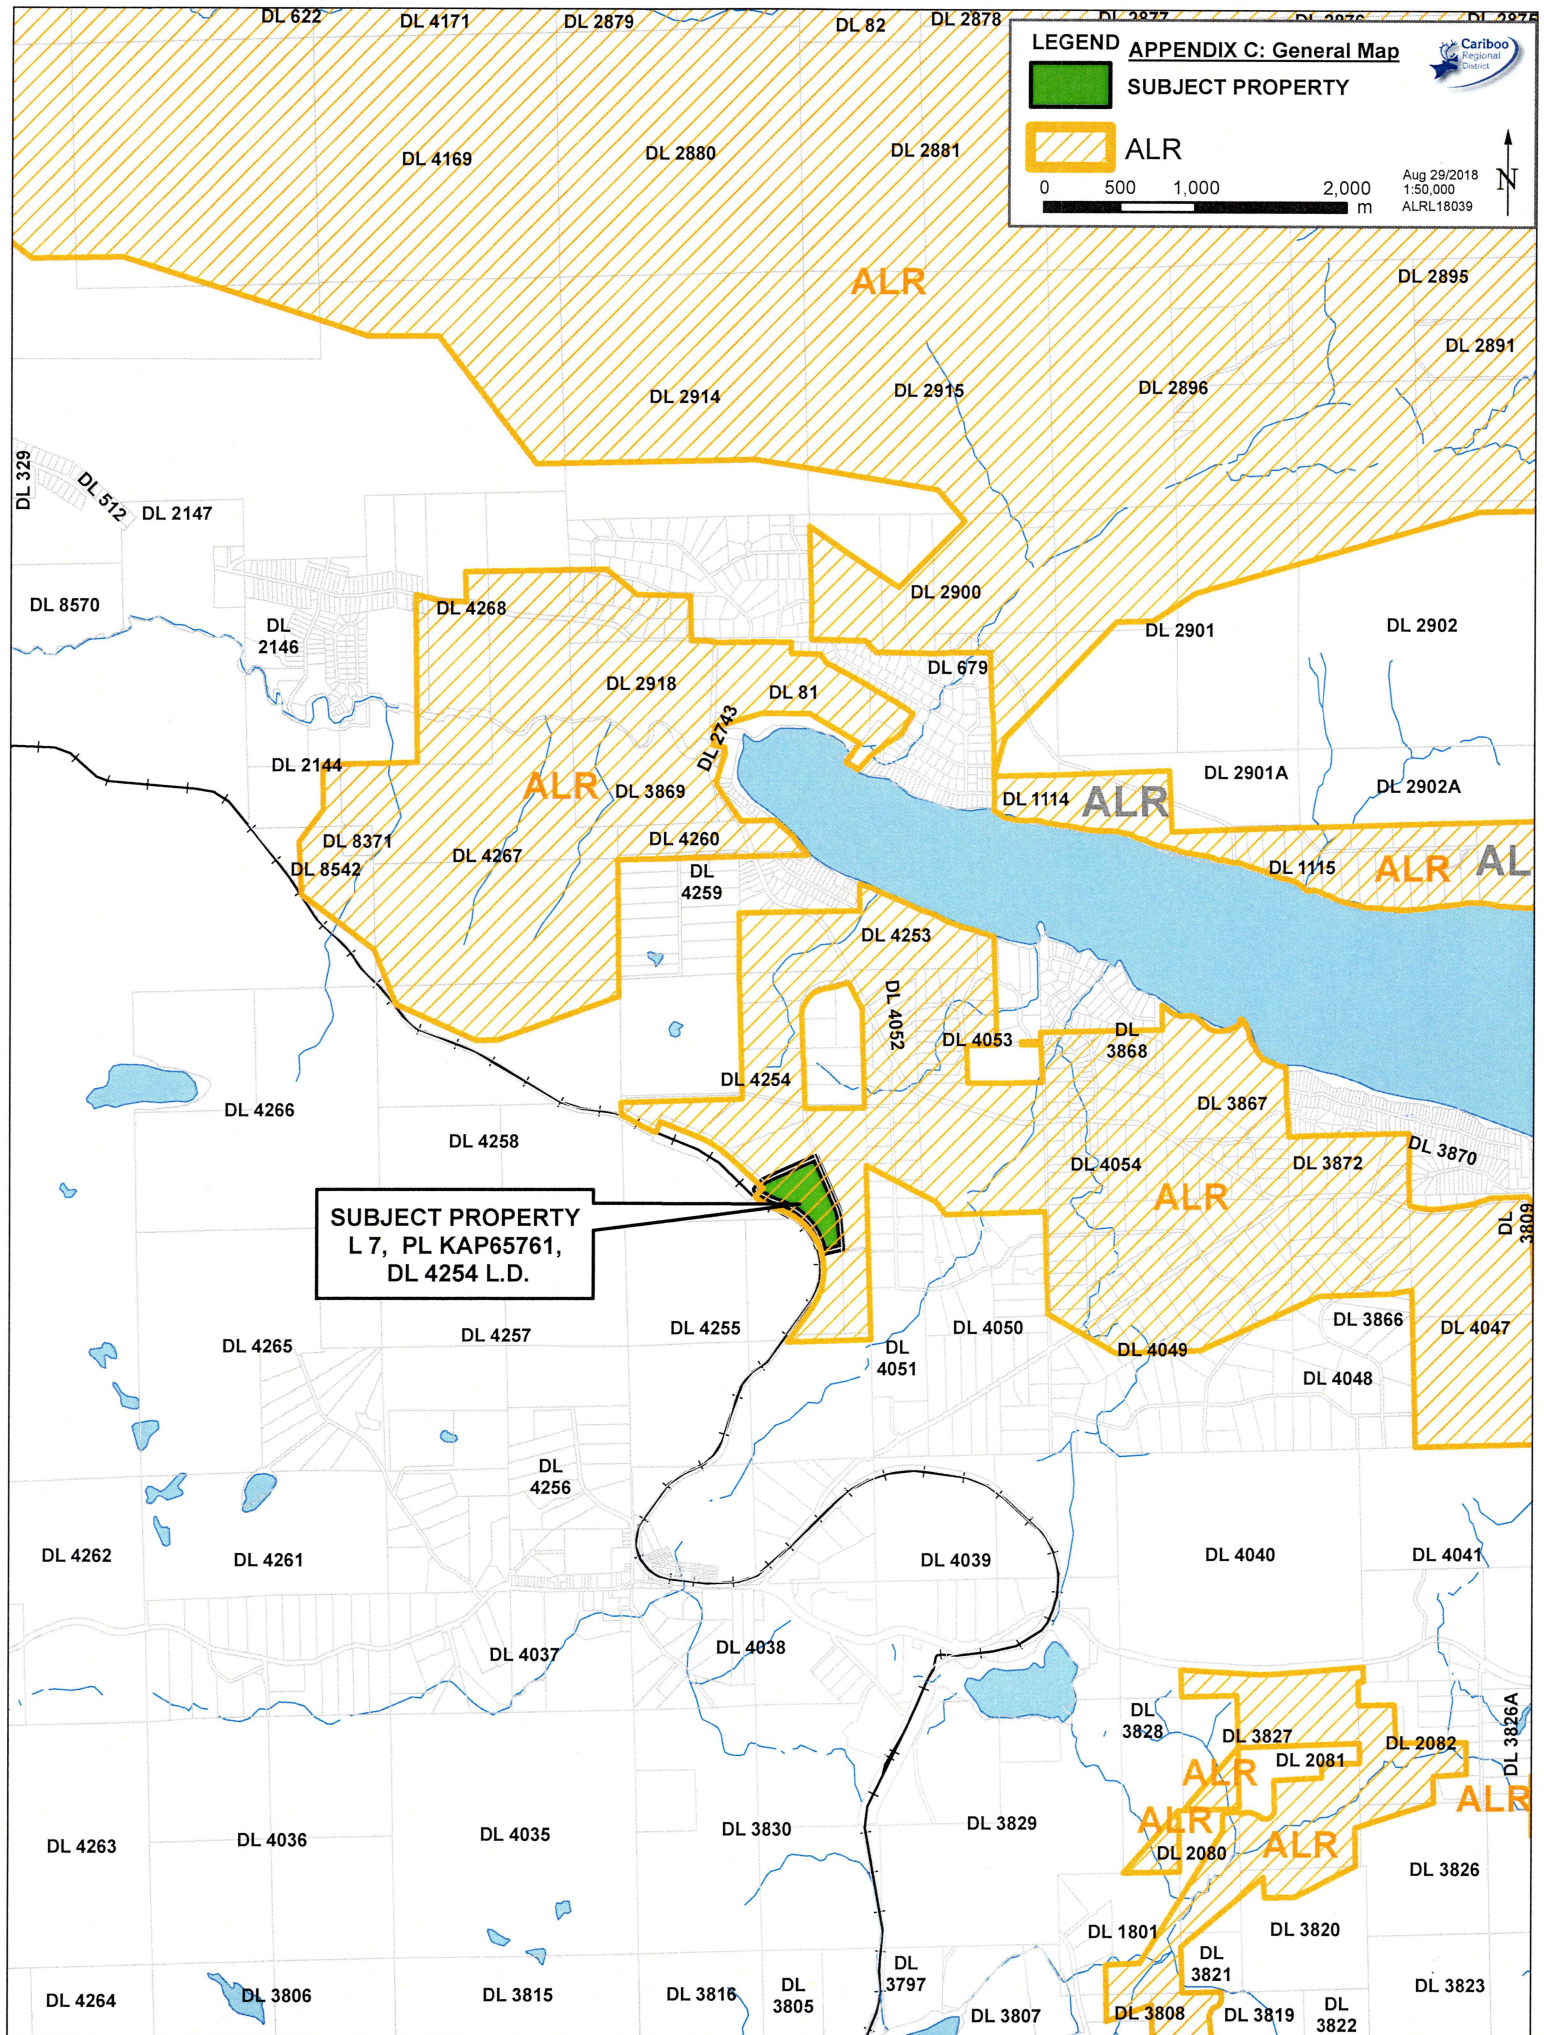 DL 622
DL 4171
DL 2879
DL 82
DL 2878
DL 2877
DL 2876
DL 2875
LEGEND
APPENDIX C: General Map
Cariboo
Regional
District
SUBJECT PROPERTY
ALR
0 500 1,000 2,000
m
Aug 29/2018
1:50,000
ALRL18039
N
DL 4169
DL 2880
DL 2881
ALR
DL 2895
DL 2891
DL 2914
DL 2915
DL 2896
DL 329
DL 512
DL 2147
DL 8570
DL
2146
DL 4268
DL 2900
DL 2901
DL 2902
DL 679
DL 2918
DL 81
DL 2743
DL 2144
ALR
DL 3869
DL 2901A
DL 2902A
DL 1114
ALR
DL 8371
DL 4260
DL 4267
DL 8542
DL
4259
DL 1115
ALR
AL
DL 4253
DL 4052
DL 4053
DL
3868
DL 4254
DL 4266
DL 4258
DL 3867
DL 4054
DL 3872
DL 3870
ALR
DL
3809
SUBJECT PROPERTY
L 7, PL KAP65761,
DL 4254 L.D.
DL 4265
DL 4257
DL 4255
DL
4051
DL 4050
DL 4049
DL 3866
DL 4047
DL 4048
DL
4256
DL 4262
DL 4261
DL 4039
DL 4040
DL 4041
DL 4037
DL 4038
DL
3828
DL 3827
DL 2081
DL 2082
DL 3826A
ALR
ALR
ALR
ALR
DL 4263
DL 4036
DL 4035
DL 3830
DL 3829
DL 2080
DL 3826
DL 1801
DL 3820
DL
3821
DL 4264
DL 3806
DL 3815
DL 3816
DL
3805
DL
3797
DL 3807
DL 3808
DL 3819
DL
3822
DL 3823